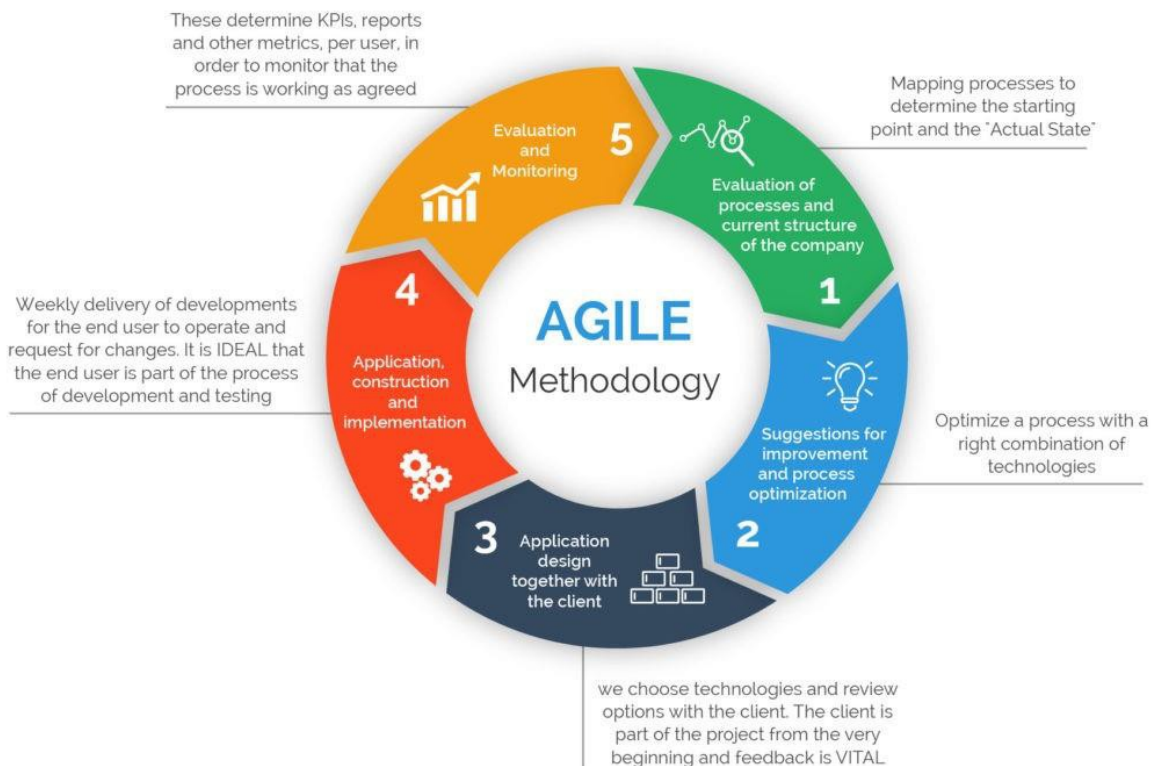 These determine KPIs, reports
and other metrics, per user, in
order to monitor that the
process is working as agreed
Mapping processes to
determine the starting
point and the "Actual State"
Evaluation
and
Monitoring
5
Evaluation of
processes and
current structure
of the company
1
Weekly delivery of developments
for the end user to operate and
request for changes. It is IDEAL that
the end user is part of the process
of development and testing
4
Application,
construction
and
implementation
AGILE
Methodology
Suggestions for
improvement
and process
optimization
2
Optimize a process with a
right combination of
technologies
3
Application
design
together with
the client
we choose technologies and review
options with the client. The client is
part of the project from the very
beginning and feedback is VITAL